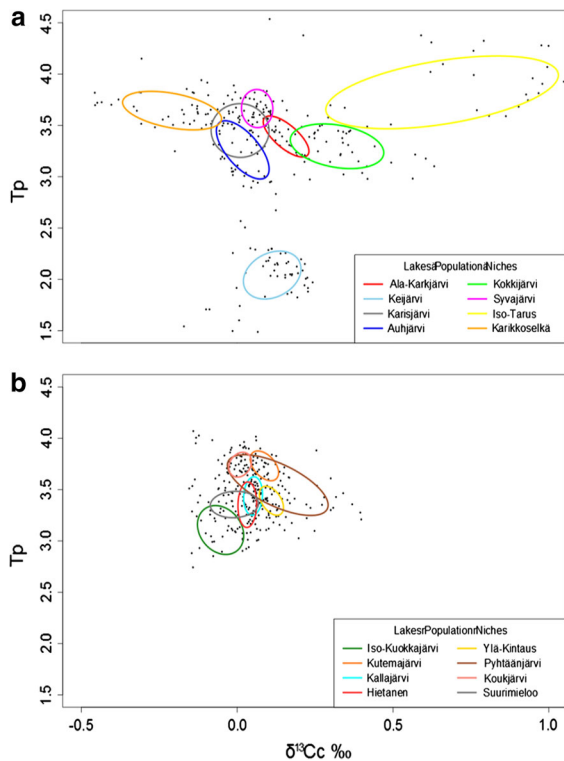 a
4.5
4.0
3.5
3.0
2.5
2.0
1.5
Tp
LakesaPopulationaNiches
Ala-Karkjärvi
Keijärvi
Karisjärvi
Auhjärvi
Kokkijärvi
Syvajärvi
Iso-Tarus
Karikkoselkä
b
4.5
4.0
3.5
3.0
2.5
2.0
1.5
Tp
LakesrPopulationrNiches
Iso-Kuokkajärvi
Kutemajärvi
Kallajärvi
Hietanen
Ylä-Kintaus
Pyhtäänjärvi
Koukjärvi
Suurimieloo
-0.5 0.0 0.5 1.0
δ¹³Cc ‰